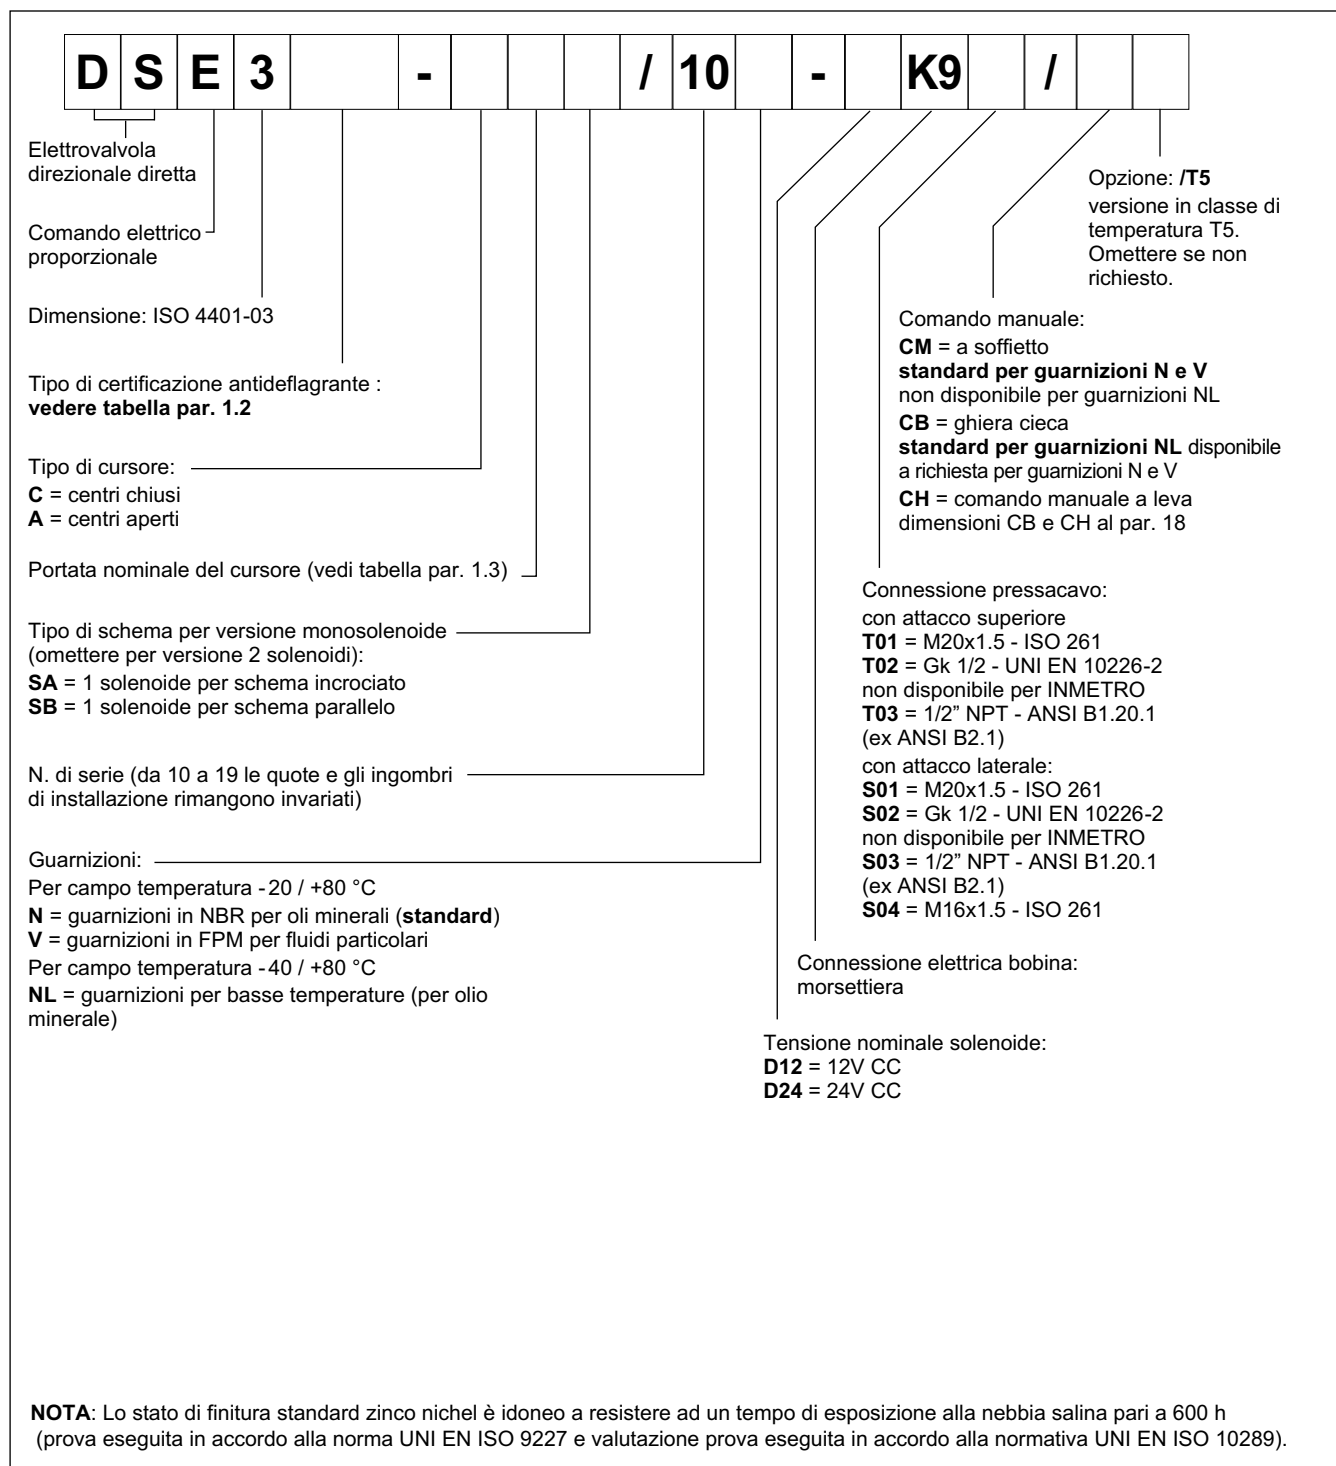 D S E 3 - / 10 - K9 /
Elettrovalvola
direzionale diretta
Comando elettrico
proporzionale
Dimensione: ISO 4401-03
Tipo di certificazione antideflagrante :
vedere tabella par. 1.2
Tipo di cursore:
C = centri chiusi
A = centri aperti
Portata nominale del cursore (vedi tabella par. 1.3)
Tipo di schema per versione monosolenoide
(omettere per versione 2 solenoidi):
SA = 1 solenoide per schema incrociato
SB = 1 solenoide per schema parallelo
N. di serie (da 10 a 19 le quote e gli ingombri
di installazione rimangono invariati)
Guarnizioni:
Per campo temperatura -20 / +80 °C
N = guarnizioni in NBR per oli minerali (standard)
V = guarnizioni in FPM per fluidi particolari
Per campo temperatura -40 / +80 °C
NL = guarnizioni per basse temperature (per olio
minerale)
Opzione: /T5
versione in classe di
temperatura T5.
Omettere se non
richiesto.
Comando manuale:
CM = a soffietto
standard per guarnizioni N e V
non disponibile per guarnizioni NL
CB = ghiera cieca
standard per guarnizioni NL disponibile
a richiesta per guarnizioni N e V
CH = comando manuale a leva
dimensioni CB e CH al par. 18
Connessione pressacavo:
con attacco superiore
T01 = M20x1.5 - ISO 261
T02 = Gk 1/2 - UNI EN 10226-2
non disponibile per INMETRO
T03 = 1/2” NPT - ANSI B1.20.1
(ex ANSI B2.1)
con attacco laterale:
S01 = M20x1.5 - ISO 261
S02 = Gk 1/2 - UNI EN 10226-2
non disponibile per INMETRO
S03 = 1/2” NPT - ANSI B1.20.1
(ex ANSI B2.1)
S04 = M16x1.5 - ISO 261
Connessione elettrica bobina:
morsettiera
Tensione nominale solenoide:
D12 = 12V CC
D24 = 24V CC
NOTA: Lo stato di finitura standard zinco nichel è idoneo a resistere ad un tempo di esposizione alla nebbia salina pari a 600 h
(prova eseguita in accordo alla norma UNI EN ISO 9227 e valutazione prova eseguita in accordo alla normativa UNI EN ISO 10289).